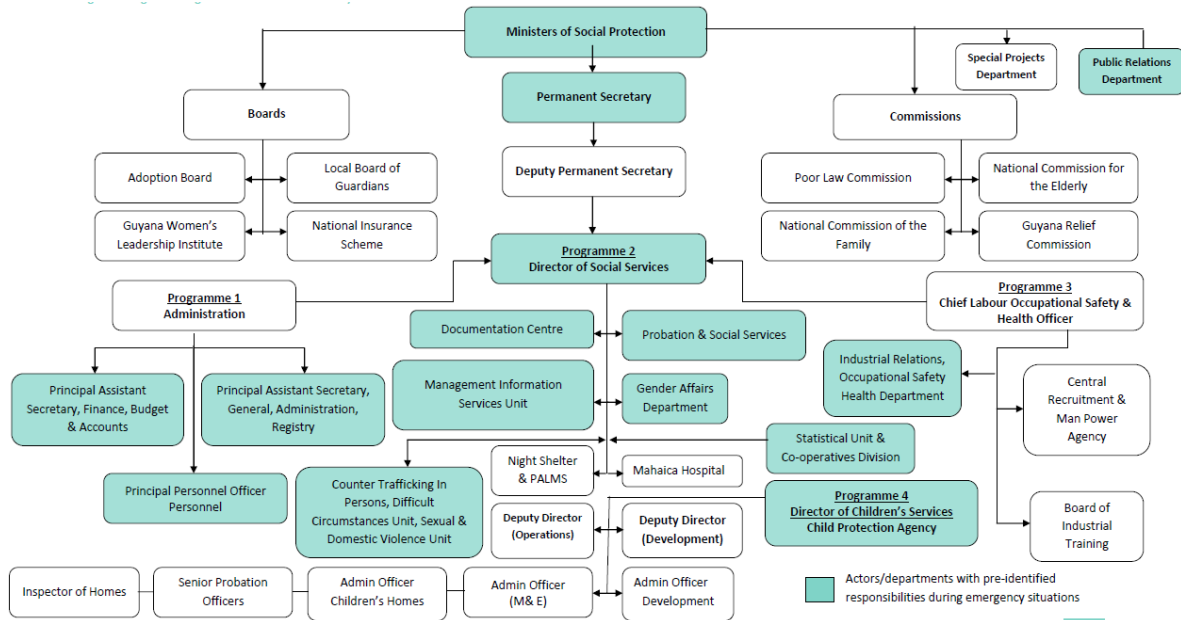 Ministers of Social Protection
Special Projects
Department
Public Relations
Department
Permanent Secretary
Boards
Commissions
Deputy Permanent Secretary
Adoption Board
Local Board of
Guardians
Poor Law Commission
National Commission for
the Elderly
Guyana Women's
Leadership Institute
National Insurance
Scheme
National Commission of the
Family
Guyana Relief
Commission
Programme 2
Director of Social Services
Programme 1
Administration
Programme 3
Chief Labour Occupational Safety &
Health Officer
Documentation Centre
Probation & Social Services
Industrial Relations,
Occupational Safety
Health Department
Principal Assistant
Secretary, Finance, Budget
& Accounts
Principal Assistant Secretary,
General, Administration,
Registry
Management Information
Services Unit
Gender Affairs
Department
Central
Recruitment &
Man Power
Agency
Statistical Unit &
Co-operatives Division
Principal Personnel Officer
Personnel
Counter Trafficking In
Persons, Difficult
Circumstances Unit, Sexual &
Domestic Violence Unit
Night Shelter
& PALMS
Mahaica Hospital
Programme 4
Director of Children's Services
Child Protection Agency
Deputy Director
(Operations)
Deputy Director
(Development)
Board of
Industrial
Training
Inspector of Homes
Senior Probation
Officers
Admin Officer
Children's Homes
Admin Officer
(M& E)
Admin Officer
Development
Actors/departments with pre-identified
responsibilities during emergency situations